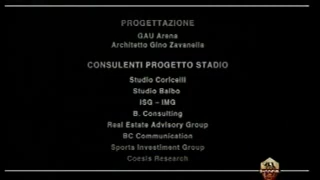 PROGETTAZIONE
GAU Arena
Architetto Gino Zavanella
CONSULENTI PROGETTO STADIO
Studio Coricelli
Studio Balbo
ISG – IMG
B. Consulting
Real Estate Advisory Group
BC Communication
Sports Investment Group
Coesis Research